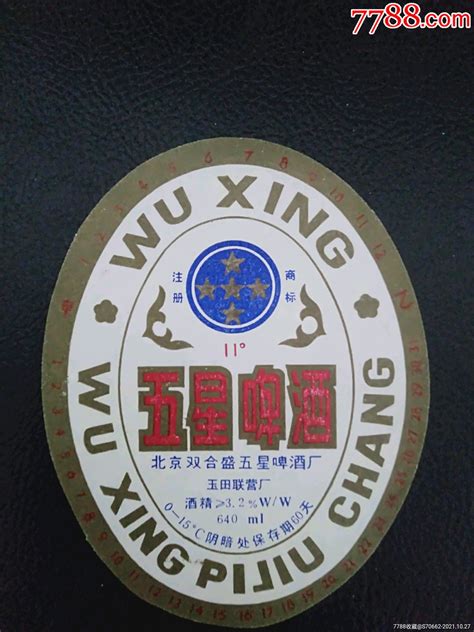 7788.com
WU XING
注册 商标
11°
五星啤酒
北京双合盛五星啤酒厂
玉田联营厂
酒精≥3.2%W/W
640 ml
0—15°C阴暗处保存期60天
WU XING PIJIU CHANG
7788收藏@S70662-2021.10.27